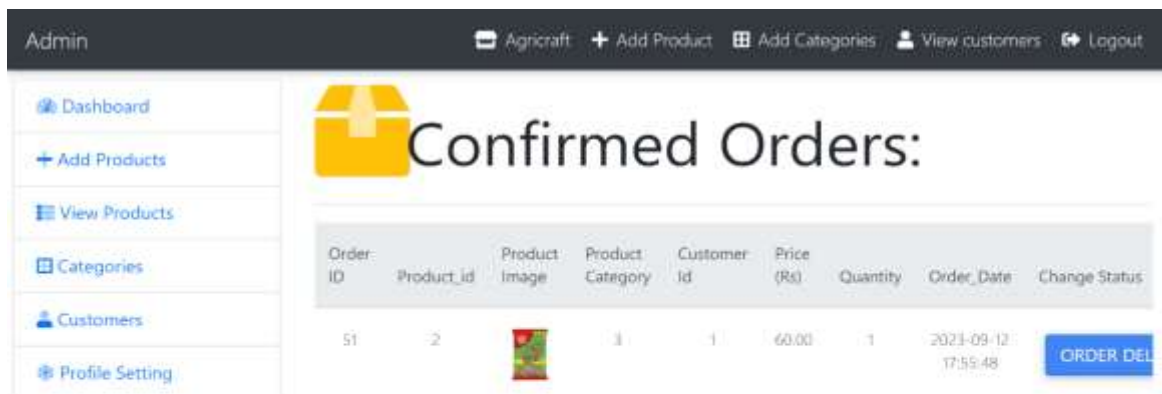 Admin
Agricraft
Add Product
Add Categories
View customers
Logout
Dashboard
Add Products
View Products
Categories
Customers
Profile Setting
Confirmed Orders:
Order ID
Product_id
Product Image
Product Category
Customer Id
Price (Rs)
Quantity
Order_Date
Change Status
51
2
3
1
60.00
1
2023-09-12
17:55:48
ORDER DEL